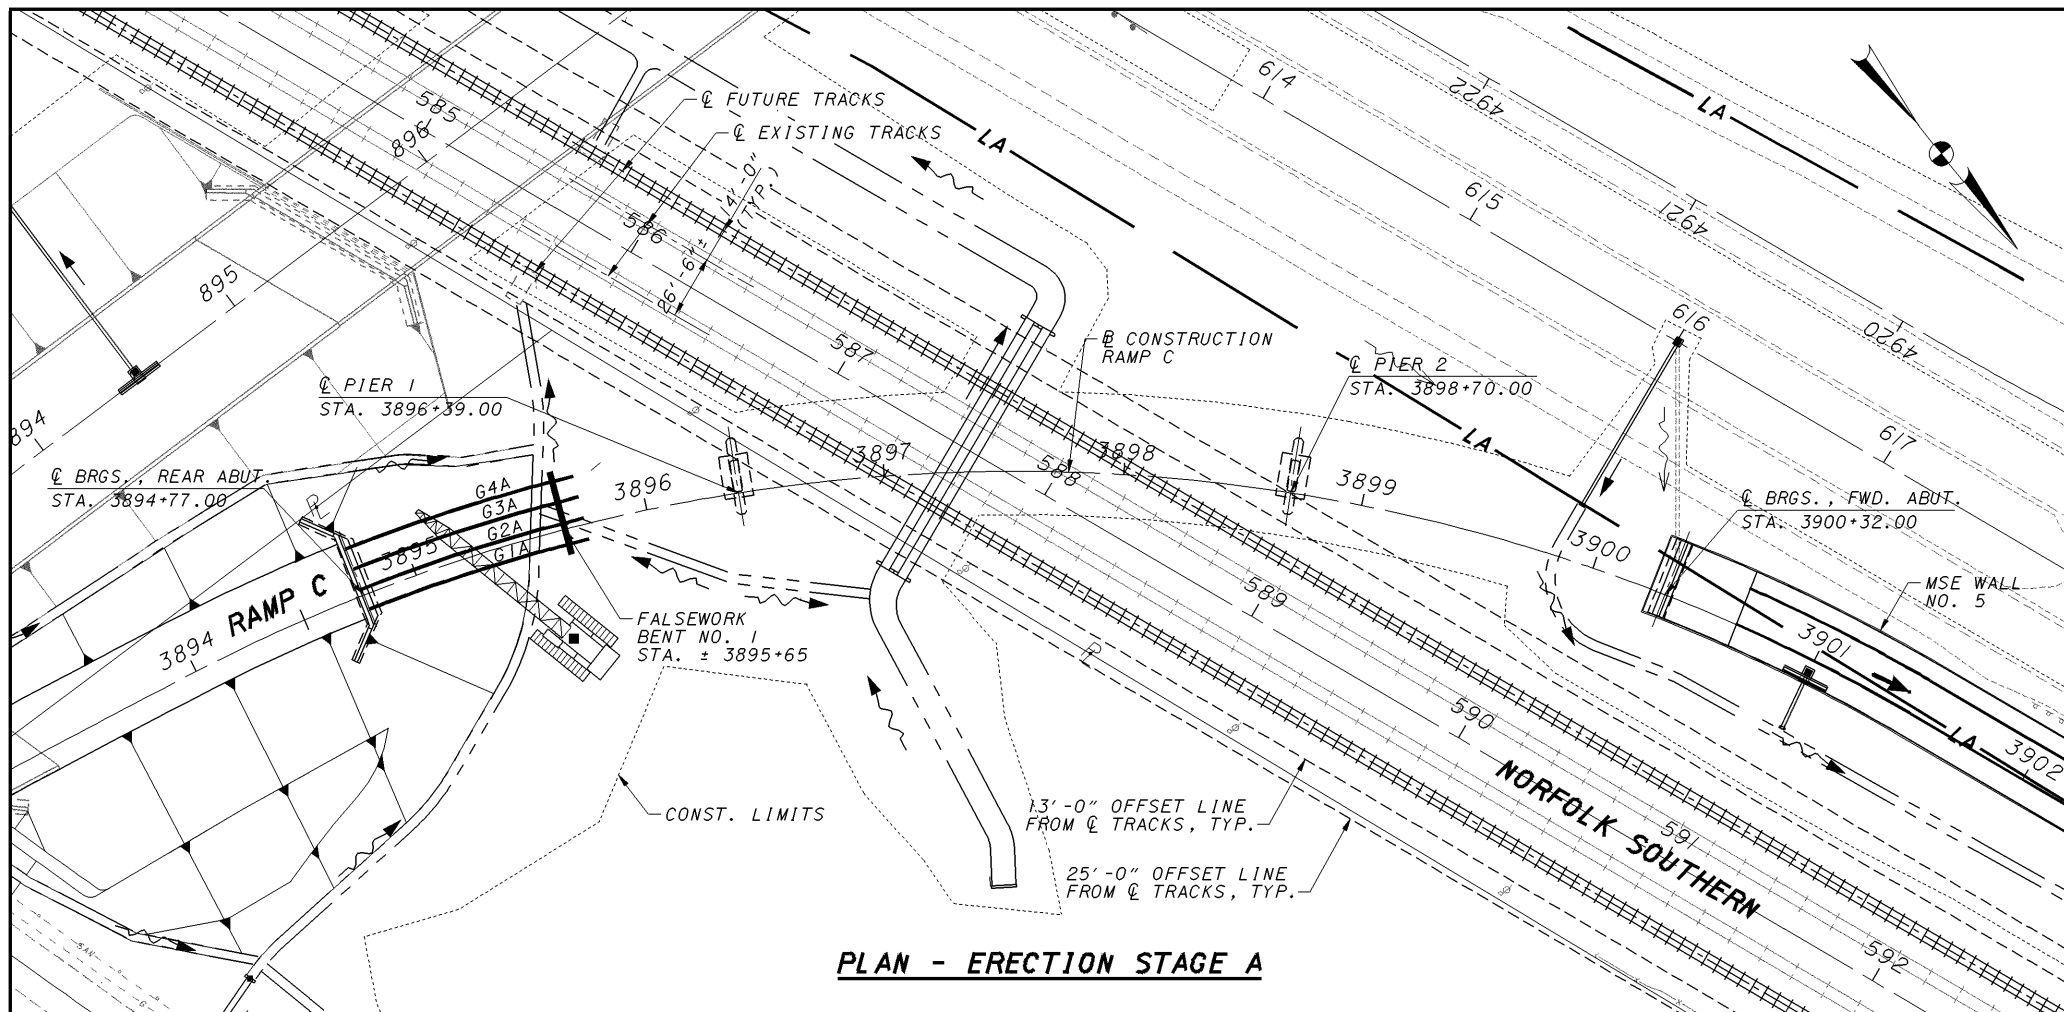 614
4922
LA
℄ FUTURE TRACKS
585
℄ EXISTING TRACKS
896
LA
14'-0"
(TYP.)
615
4921
586
26'-6"±
895
616
4920
587
℄ CONSTRUCTION
RAMP C
℄ PIER 2
STA. 3898+70.00
℄ PIER 1
STA. 3896+39.00
894
LA
617
3897
3898
588
3899
℄ BRGS., REAR ABUT.
STA. 3894+77.00
3896
G4A
G3A
G2A
G1A
3895
℄ BRGS., FWD. ABUT.
STA. 3900+32.00
3900
589
MSE WALL
NO. 5
RAMP C
3894
FALSEWORK
BENT NO. 1
STA. ± 3895+65
3901
590
LA
3902
NORFOLK SOUTHERN
CONST. LIMITS
13'-0" OFFSET LINE
FROM ℄ TRACKS, TYP.
591
25'-0" OFFSET LINE
FROM ℄ TRACKS, TYP.
SAN
592
PLAN - ERECTION STAGE A